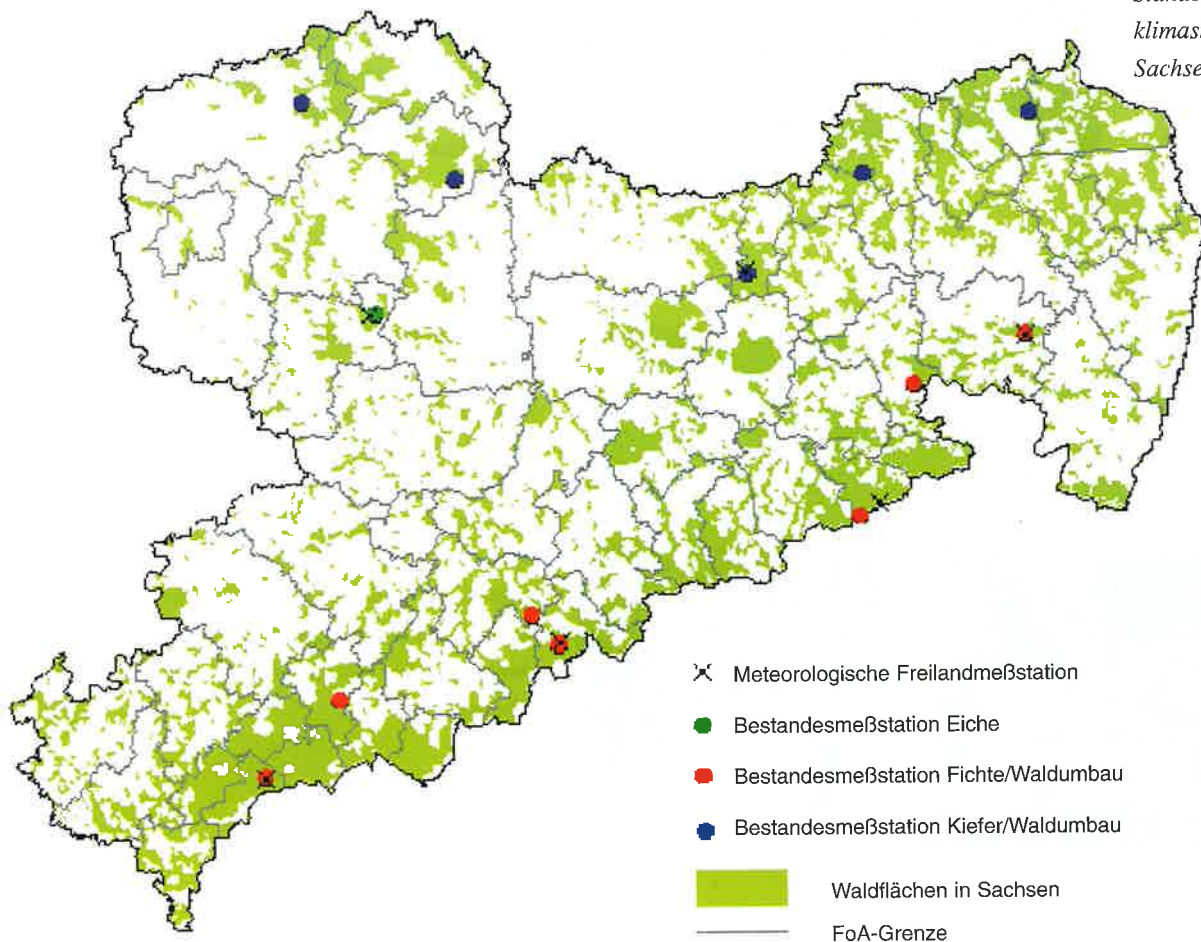 klimas
Sachse
Meteorologische Freilandmeßstation
Bestandesmeßstation Eiche
Bestandesmeßstation Fichte/Waldumbau
Bestandesmeßstation Kiefer/Waldumbau
Waldflächen in Sachsen
FoA-Grenze